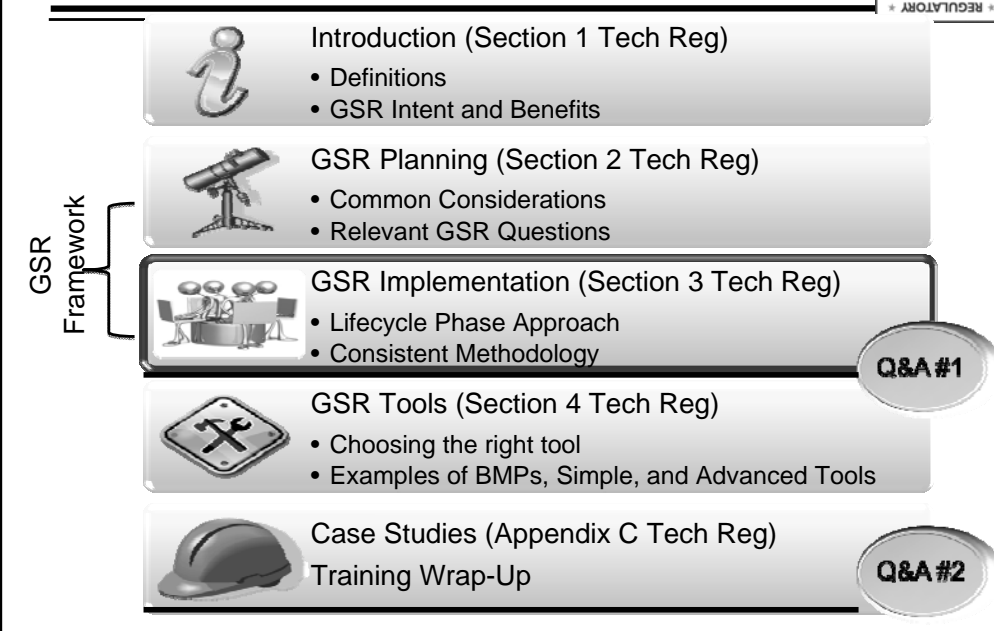 * REGULATORY *
Introduction (Section 1 Tech Reg)
• Definitions
• GSR Intent and Benefits
GSR Planning (Section 2 Tech Reg)
• Common Considerations
• Relevant GSR Questions
GSR
Framework
GSR Implementation (Section 3 Tech Reg)
• Lifecycle Phase Approach
• Consistent Methodology
Q&A #1
GSR Tools (Section 4 Tech Reg)
• Choosing the right tool
• Examples of BMPs, Simple, and Advanced Tools
Case Studies (Appendix C Tech Reg)
Training Wrap-Up
Q&A #2